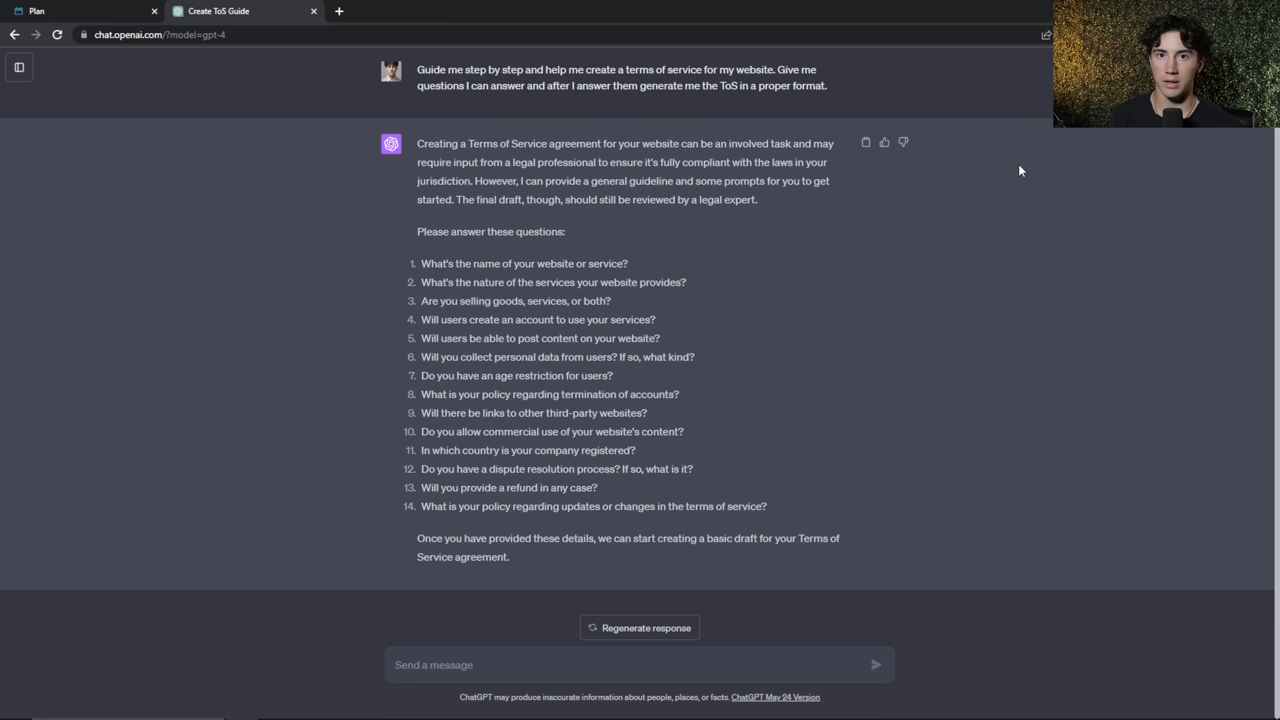 Plan
Create ToS Guide
chat.openai.com/?model=gpt-4
Guide me step by step and help me create a terms of service for my website. Give me
questions I can answer and after I answer them generate me the ToS in a proper format.
Creating a Terms of Service agreement for your website can be an involved task and may
require input from a legal professional to ensure it's fully compliant with the laws in your
jurisdiction. However, I can provide a general guideline and some prompts for you to get
started. The final draft, though, should still be reviewed by a legal expert.
Please answer these questions:
1. What's the name of your website or service?
2. What's the nature of the services your website provides?
3. Are you selling goods, services, or both?
4. Will users create an account to use your services?
5. Will users be able to post content on your website?
6. Will you collect personal data from users? If so, what kind?
7. Do you have an age restriction for users?
8. What is your policy regarding termination of accounts?
9. Will there be links to other third-party websites?
10. Do you allow commercial use of your website's content?
11. In which country is your company registered?
12. Do you have a dispute resolution process? If so, what is it?
13. Will you provide a refund in any case?
14. What is your policy regarding updates or changes in the terms of service?
Once you have provided these details, we can start creating a basic draft for your Terms of
Service agreement.
Regenerate response
Send a message
ChatGPT may produce inaccurate information about people, places, or facts. ChatGPT May 24 Version